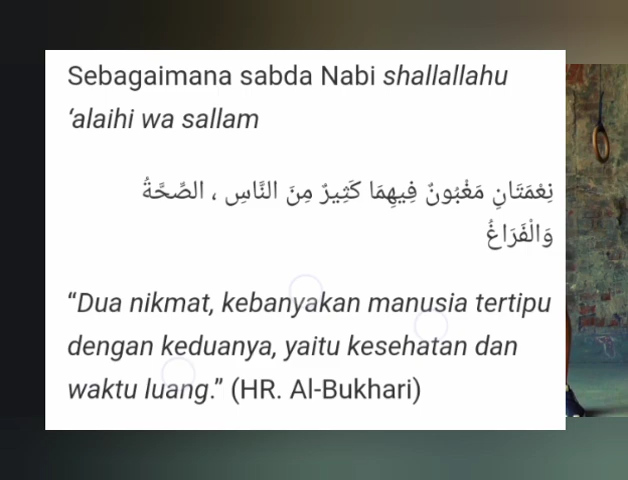 Sebagaimana sabda Nabi shallallahu
‘alaihi wa sallam
نِعْمَتَانِ مَغْبُونٌ فِيهِمَا كَثِيرٌ مِنَ النَّاسِ ، الصِّحَّةُ
وَالْفَرَاغُ
“Dua nikmat, kebanyakan manusia tertipu
dengan keduanya, yaitu kesehatan dan
waktu luang.” (HR. Al-Bukhari)